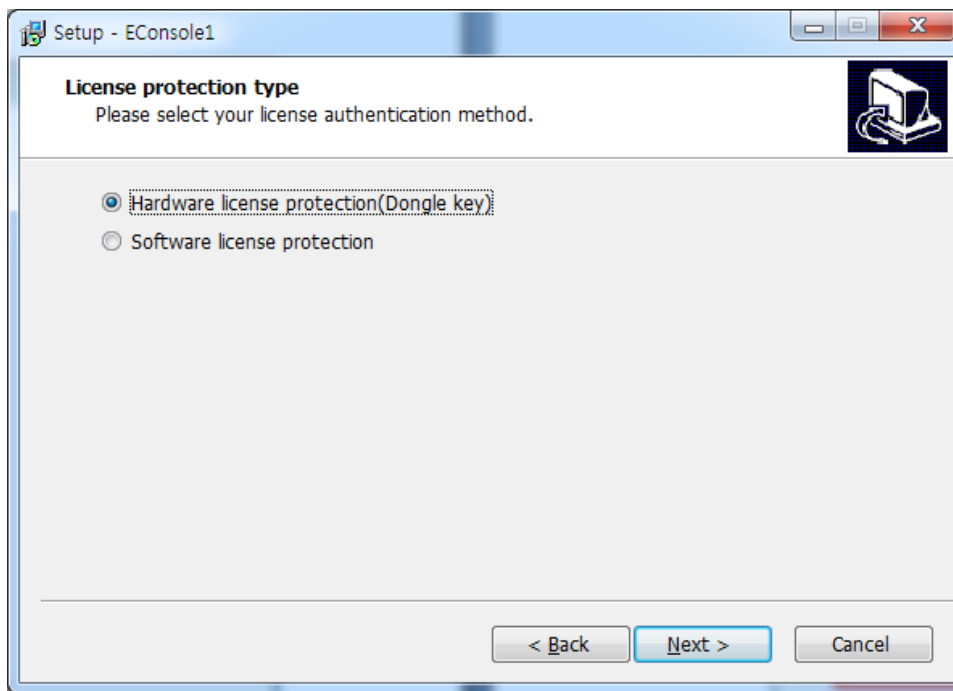 Setup - EConsole1
License protection type
Please select your license authentication method.
Hardware license protection(Dongle key)
Software license protection
< Back
Next >
Cancel